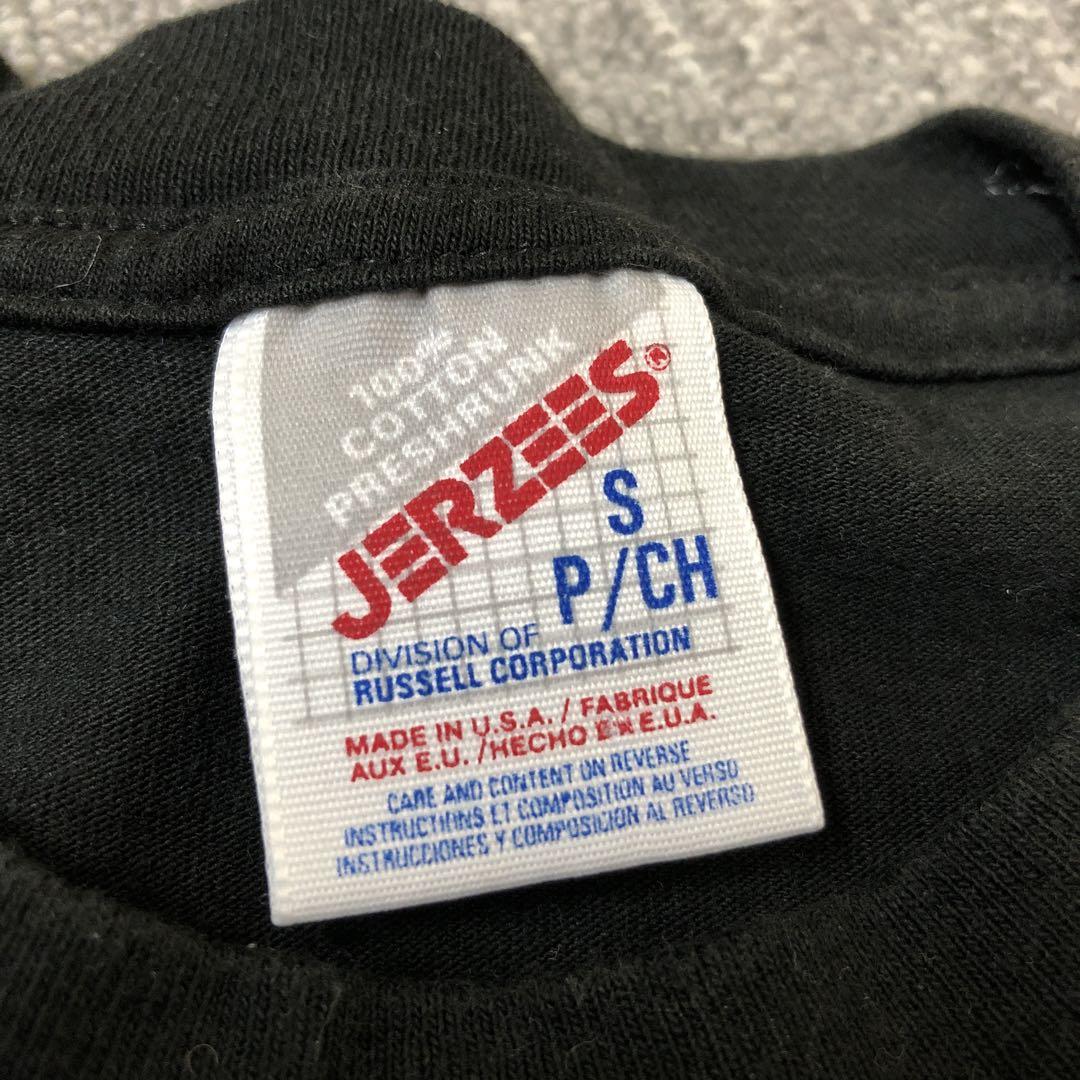 100%
COTTON
PRESHRUNK
JERZEES®
S
P/CH
DIVISION OF
RUSSELL CORPORATION
MADE IN U.S.A. / FABRIQUE
AUX E.U. /HECHO EN E.U.A.
CARE AND CONTENT ON REVERSE
INSTRUCTIONS ET COMPOSITION AU VERSO
INSTRUCCIONES Y COMPOSICION AL REVERSO